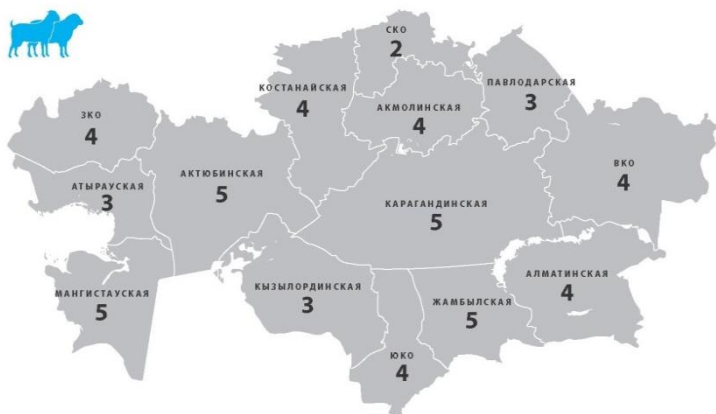 СКО
2
КОСТАНАЙСКАЯ
4
ПАВЛОДАРСКАЯ
3
АКМОЛИНСКАЯ
4
ЗКО
4
ВКО
4
АТЫРАУСКАЯ
3
АКТЮБИНСКАЯ
5
КАРАГАНДИНСКАЯ
5
МАНГИСТАУСКАЯ
5
КЫЗЫЛОРДИНСКАЯ
3
ЖАМБЫЛСКАЯ
5
АЛМАТИНСКАЯ
4
ЮКО
4